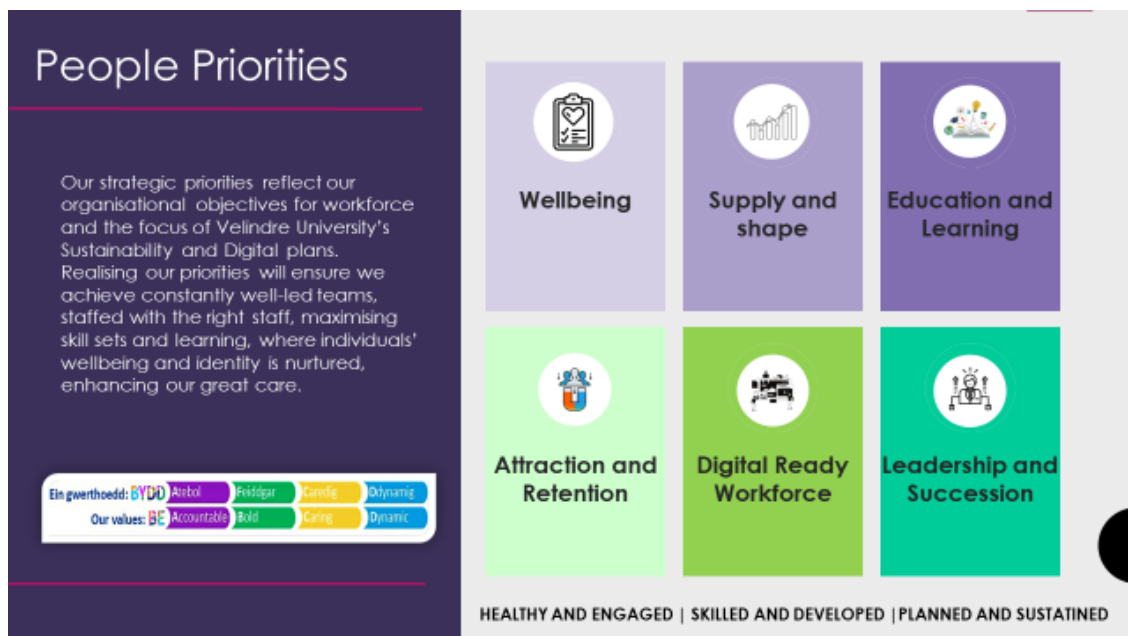 People Priorities
Our strategic priorities reflect our
organisational objectives for workforce
and the focus of Velindre University's
Sustainability and Digital plans.
Realising our priorities will ensure we
achieve constantly well-led teams,
staffed with the right staff, maximising
skill sets and learning, where individuals'
wellbeing and identity is nurtured,
enhancing our great care.
Ein gwerthoedd: BYDD Atebol Feiddgar Caredig Ddynamig
Our values: BE Accountable Bold Caring Dynamic
Wellbeing
Supply and
shape
Education and
Learning
Attraction and
Retention
Digital Ready
Workforce
Leadership and
Succession
HEALTHY AND ENGAGED | SKILLED AND DEVELOPED |PLANNED AND SUSTATINED